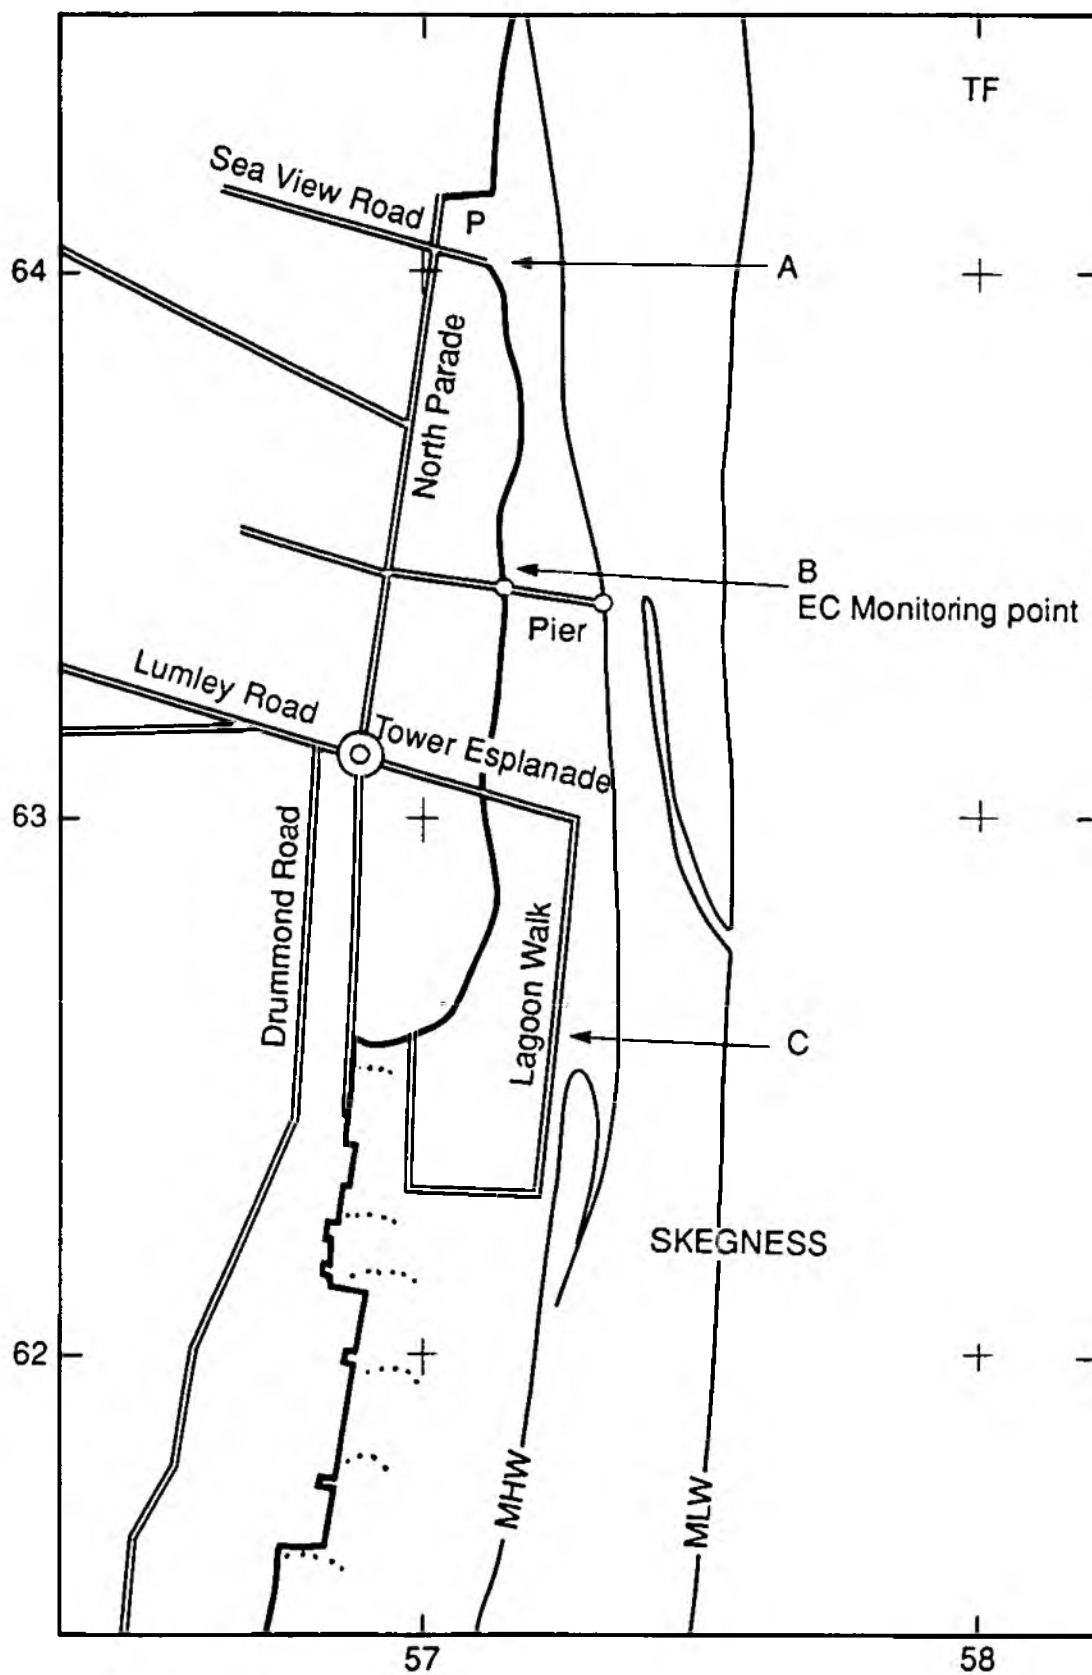 TF
Sea View Road
P
64
A
North Parade
B
EC Monitoring point
Pier
Lumley Road
Tower Esplanade
63
Drummond Road
Lagoon Walk
C
SKEGNESS
62
MHW
MLW
57
58